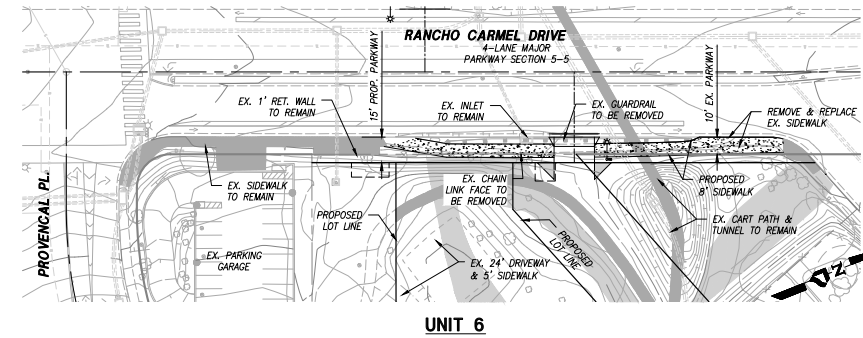 RANCHO CARMEL DRIVE
4-LANE MAJOR
PARKWAY SECTION 5-5
15' PROP. PARKWAY
10' EX. PARKWAY
EX. 1' RET. WALL
TO REMAIN
EX. INLET
TO REMAIN
EX. GUARDRAIL
TO BE REMOVED
REMOVE & REPLACE
EX. SIDEWALK
PROVENCAL PL.
EX. SIDEWALK
TO REMAIN
EX. CHAIN
LINK FACE TO
BE REMOVED
PROPOSED
8' SIDEWALK
PROPOSED
LOT LINE
PROPOSED
LOT LINE
EX. CART PATH &
TUNNEL TO REMAIN
EX. PARKING
GARAGE
EX. 24' DRIVEWAY
& 5' SIDEWALK
N
UNIT 6